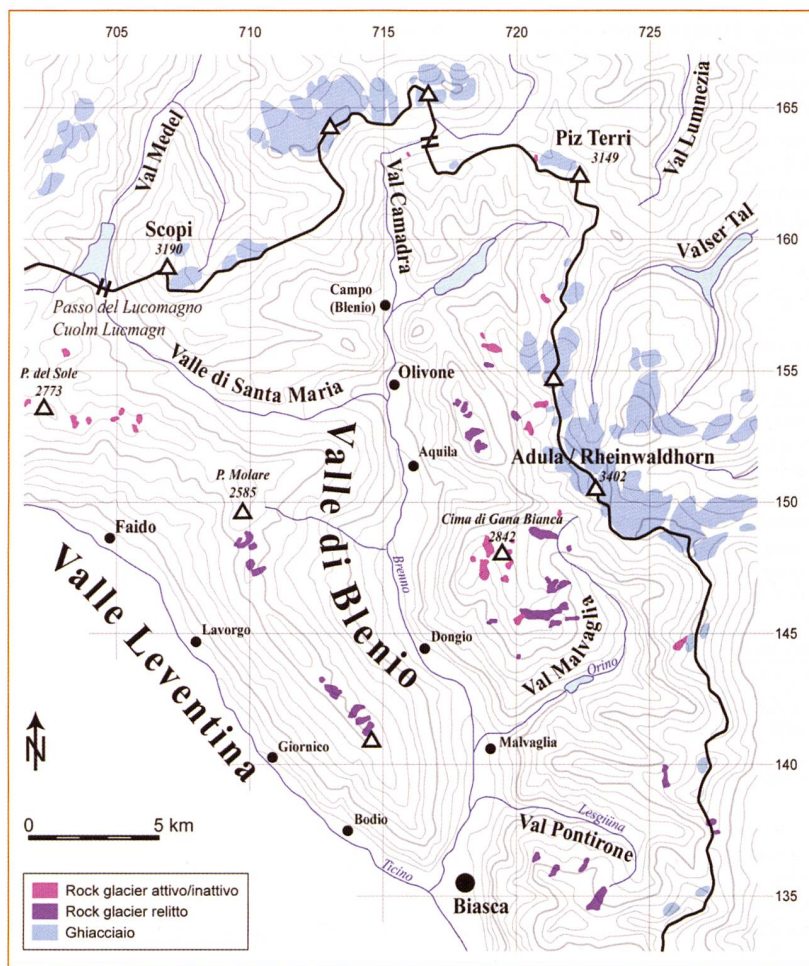 705
710
715
720
725
165
160
155
150
145
140
135
Val Medel
Val Camadra
Piz Terri
3149
Val Lumnezia
Valser Tal
Scopi
3190
Passo del Lucomagno
Cuolm Lucmagn
Campo
(Blenio)
Valle di Santa Maria
P. del Sole
2773
Olivone
Valle di Blenio
Aquila
Adula / Rheinwaldhorn
3402
P. Molare
2585
Cima di Gana Bianca
2842
Faido
Brenno
Valle Leventina
Lavorgo
Dongio
Val Malvaglia
Orino
N
Giornico
Malvaglia
0
5 km
Bodio
Lesgiüna
Val Pontirone
Ticino
Biasca
Rock glacier attivo/inattivo
Rock glacier relitto
Ghiacciaio